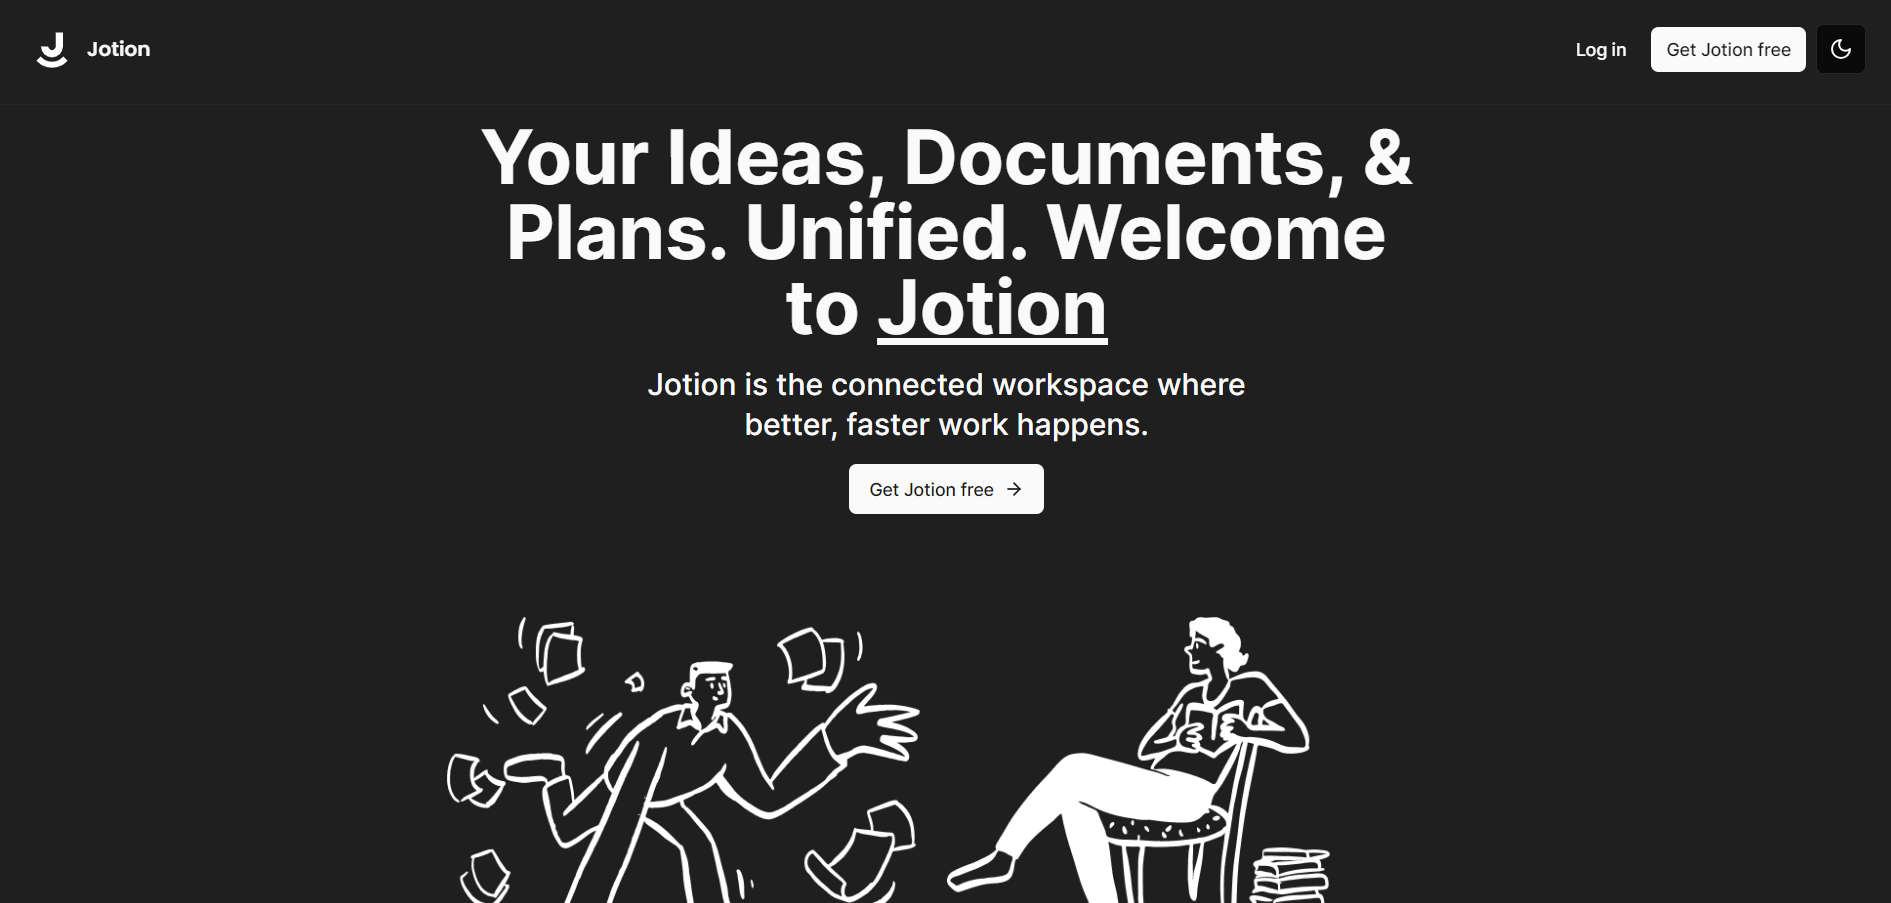 Jotion
Log in
Get Jotion free
Your Ideas, Documents, &
Plans. Unified. Welcome
to Jotion
Jotion is the connected workspace where
better, faster work happens.
Get Jotion free